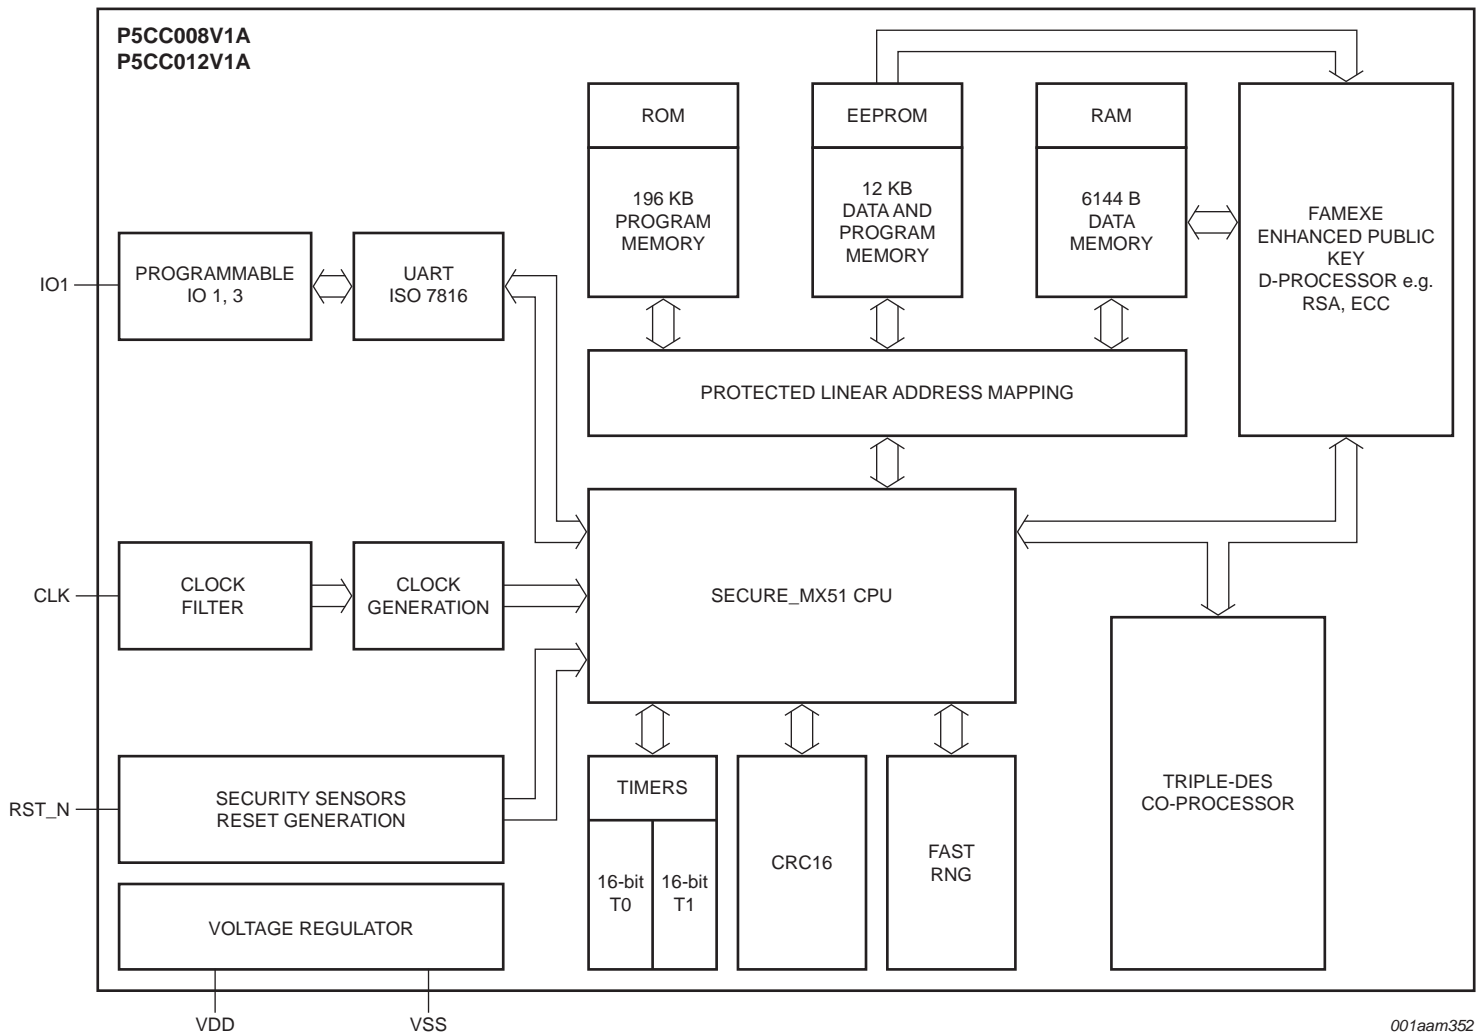 P5CC008V1A
P5CC012V1A
ROM
196 KB
PROGRAM
MEMORY
EEPROM
12 KB
DATA AND
PROGRAM
MEMORY
RAM
6144 B
DATA
MEMORY
FAMEXE
ENHANCED PUBLIC
KEY
D-PROCESSOR e.g.
RSA, ECC
IO1
PROGRAMMABLE
IO 1, 3
UART
ISO 7816
PROTECTED LINEAR ADDRESS MAPPING
CLK
CLOCK
FILTER
CLOCK
GENERATION
SECURE_MX51 CPU
RST_N
SECURITY SENSORS
RESET GENERATION
TIMERS
16-bit
T0
16-bit
T1
CRC16
FAST
RNG
TRIPLE-DES
CO-PROCESSOR
VOLTAGE REGULATOR
VDD
VSS
001aam352